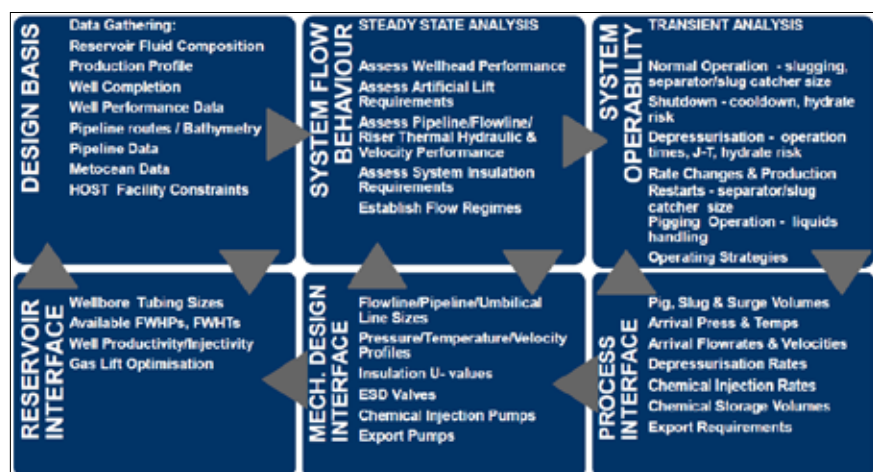 DESIGN BASIS
Data Gathering:
Reservoir Fluid Composition
Production Profile
Well Completion
Well Performance Data
Pipeline routes / Bathymetry
Pipeline Data
Metocean Data
HOST Facility Constraints
SYSTEM FLOW
BEHAVIOUR
STEADY STATE ANALYSIS
Assess Wellhead Performance
Assess Artificial Lift
Requirements
Assess Pipeline/Flowline/
Riser Thermal Hydraulic &
Velocity Performance
Assess System Insulation
Requirements
Establish Flow Regimes
SYSTEM
OPERABILITY
TRANSIENT ANALYSIS
Normal Operation - slugging,
separator/slug catcher size
Shutdown - cooldown, hydrate
risk
Depressurisation - operation
times, J-T, hydrate risk
Rate Changes & Production
Restarts - separator/slug
catcher size
Pigging Operation - liquids
handling
Operating Strategies
RESERVOIR
INTERFACE
Wellbore Tubing Sizes
Available FWHPs, FWHTs
Well Productivity/Injectivity
Gas Lift Optimisation
MECH. DESIGN
INTERFACE
Flowline/Pipeline/Umbilical
Line Sizes
Pressure/Temperature/Velocity
Profiles
Insulation U- values
ESD Valves
Chemical Injection Pumps
Export Pumps
PROCESS
INTERFACE
Pig, Slug & Surge Volumes
Arrival Press & Temps
Arrival Flowrates & Velocities
Depressurisation Rates
Chemical Injection Rates
Chemical Storage Volumes
Export Requirements